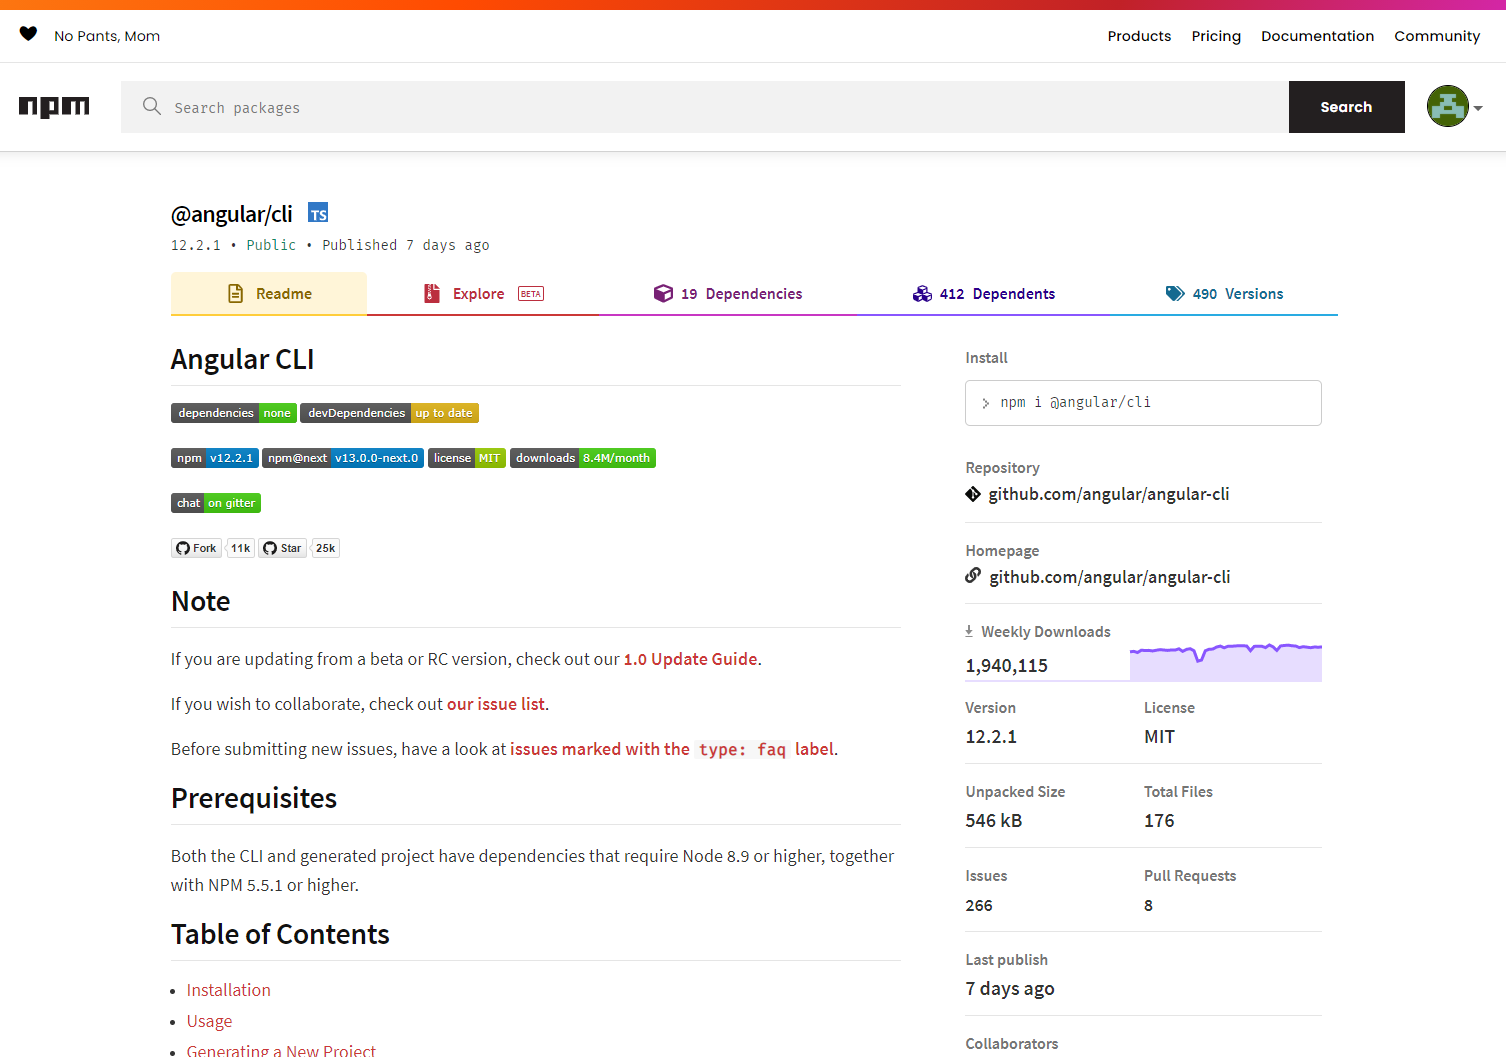 No Pants, Mom
Products Pricing Documentation Community
npm
Search packages
Search
@angular/cli TS
12.2.1 • Public • Published 7 days ago
Readme
Explore BETA
19 Dependencies
412 Dependents
490 Versions
Angular CLI
dependencies none devDependencies up to date
npm v12.2.1 npm@next v13.0.0-next.0 license MIT downloads 8.4M/month
chat on gitter
Fork 11k Star 25k
Note
If you are updating from a beta or RC version, check out our 1.0 Update Guide.
If you wish to collaborate, check out our issue list.
Before submitting new issues, have a look at issues marked with the type: faq label.
Prerequisites
Both the CLI and generated project have dependencies that require Node 8.9 or higher, together
with NPM 5.5.1 or higher.
Table of Contents
• Installation
• Usage
• Generating a New Project
Install
> npm i @angular/cli
Repository
github.com/angular/angular-cli
Homepage
github.com/angular/angular-cli
Weekly Downloads
1,940,115
Version License
12.2.1 MIT
Unpacked Size Total Files
546 kB 176
Issues Pull Requests
266 8
Last publish
7 days ago
Collaborators